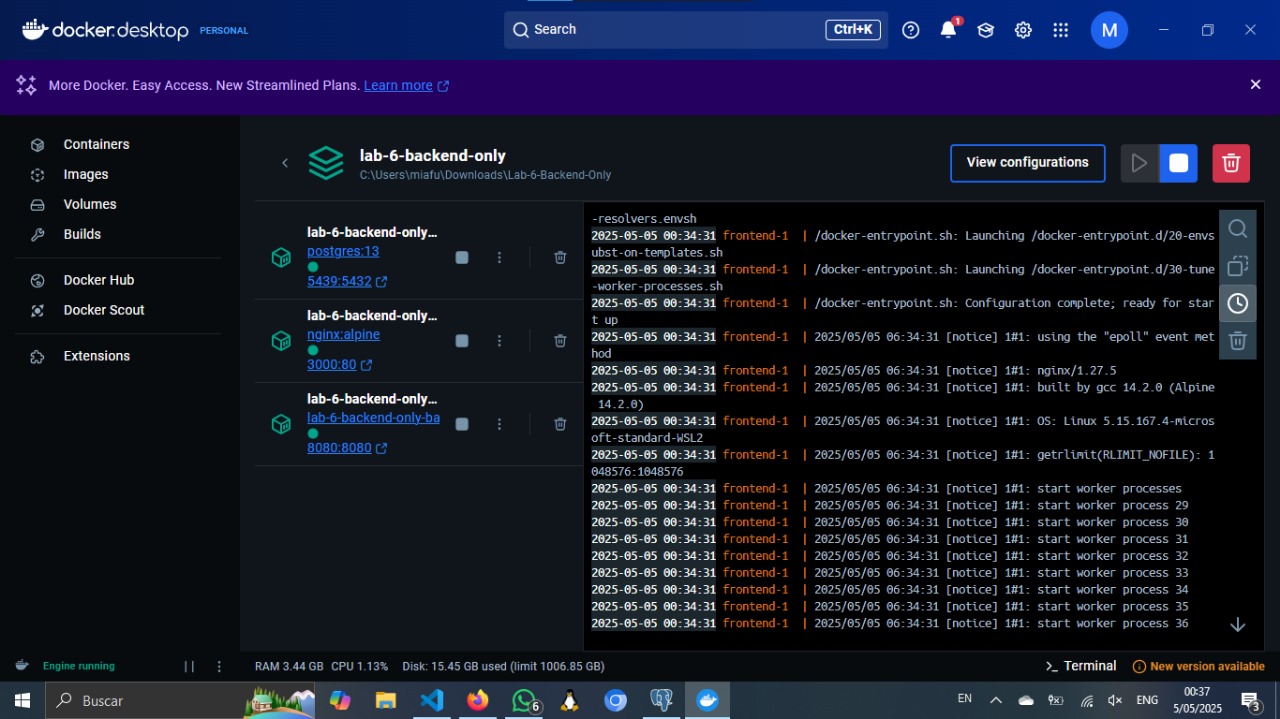 docker.desktop PERSONAL
Search
Ctrl+K
1
M
More Docker. Easy Access. New Streamlined Plans. Learn more
Containers
Images
Volumes
Builds
Docker Hub
Docker Scout
Extensions
lab-6-backend-only
C:\Users\miafu\Downloads\Lab-6-Backend-Only
View configurations
lab-6-backend-only...
postgres:13
5439:5432
lab-6-backend-only...
nginx:alpine
3000:80
lab-6-backend-only...
lab-6-backend-only-ba
8080:8080
-resolvers.envsh
2025-05-05 00:34:31 frontend-1 | /docker-entrypoint.sh: Launching /docker-entrypoint.d/20-envs
ubst-on-templates.sh
2025-05-05 00:34:31 frontend-1 | /docker-entrypoint.sh: Launching /docker-entrypoint.d/30-tune
-worker-processes.sh
2025-05-05 00:34:31 frontend-1 | /docker-entrypoint.sh: Configuration complete; ready for star
t up
2025-05-05 00:34:31 frontend-1 | 2025/05/05 06:34:31 [notice] 1#1: using the "epoll" event met
hod
2025-05-05 00:34:31 frontend-1 | 2025/05/05 06:34:31 [notice] 1#1: nginx/1.27.5
2025-05-05 00:34:31 frontend-1 | 2025/05/05 06:34:31 [notice] 1#1: built by gcc 14.2.0 (Alpine
14.2.0)
2025-05-05 00:34:31 frontend-1 | 2025/05/05 06:34:31 [notice] 1#1: OS: Linux 5.15.167.4-micros
oft-standard-WSL2
2025-05-05 00:34:31 frontend-1 | 2025/05/05 06:34:31 [notice] 1#1: getrlimit(RLIMIT_NOFILE): 1
048576:1048576
2025-05-05 00:34:31 frontend-1 | 2025/05/05 06:34:31 [notice] 1#1: start worker processes
2025-05-05 00:34:31 frontend-1 | 2025/05/05 06:34:31 [notice] 1#1: start worker process 29
2025-05-05 00:34:31 frontend-1 | 2025/05/05 06:34:31 [notice] 1#1: start worker process 30
2025-05-05 00:34:31 frontend-1 | 2025/05/05 06:34:31 [notice] 1#1: start worker process 31
2025-05-05 00:34:31 frontend-1 | 2025/05/05 06:34:31 [notice] 1#1: start worker process 32
2025-05-05 00:34:31 frontend-1 | 2025/05/05 06:34:31 [notice] 1#1: start worker process 33
2025-05-05 00:34:31 frontend-1 | 2025/05/05 06:34:31 [notice] 1#1: start worker process 34
2025-05-05 00:34:31 frontend-1 | 2025/05/05 06:34:31 [notice] 1#1: start worker process 35
2025-05-05 00:34:31 frontend-1 | 2025/05/05 06:34:31 [notice] 1#1: start worker process 36
Engine running
RAM 3.44 GB CPU 1.13% Disk: 15.45 GB used (limit 1006.85 GB)
Terminal
New version available
Buscar
6
EN
ENG
00:37
5/05/2025
3